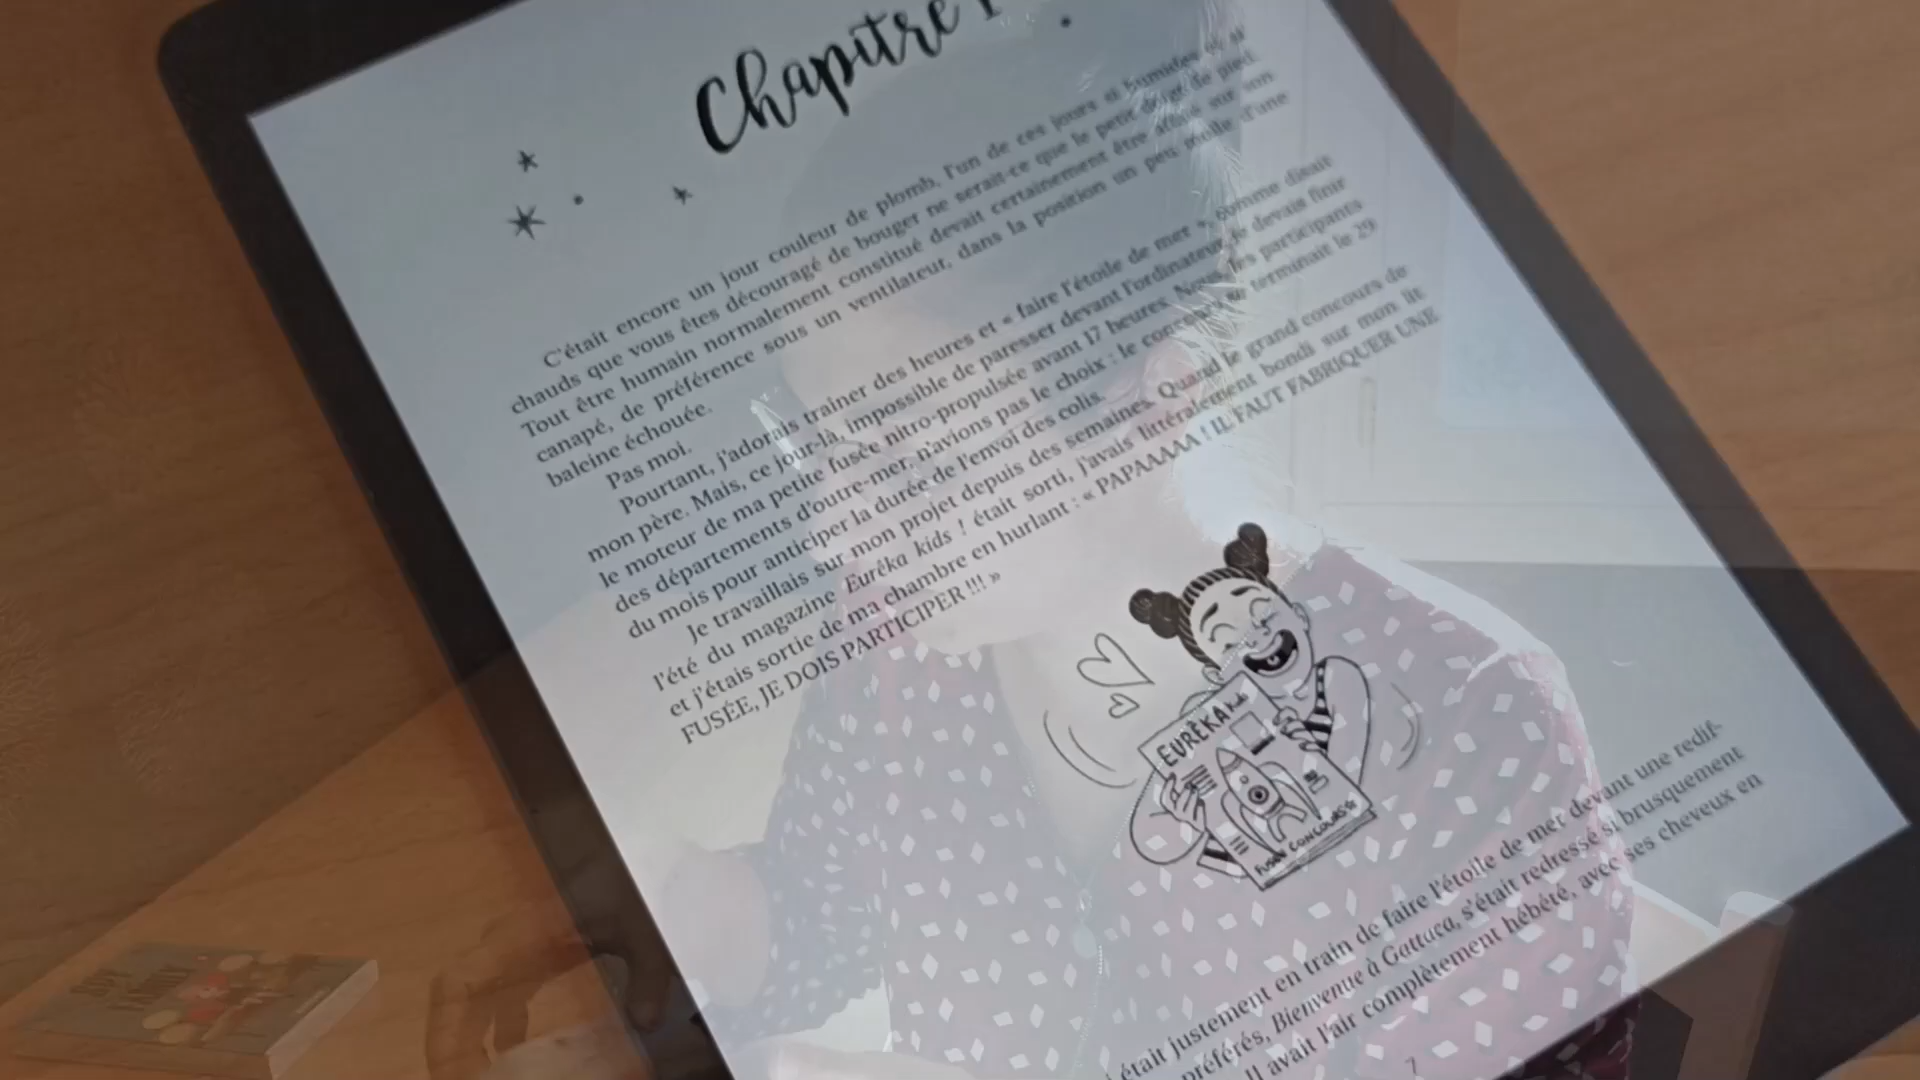 Chapitre 1
C'était encore un jour couleur de plomb, l'un de ces jours si humides et si
chauds que vous êtes découragé de bouger ne serait-ce que le petit doigt de pied.
Tout être humain normalement constitué devait certainement être affalé sur son
canapé, de préférence sous un ventilateur, dans la position un peu molle d'une
baleine échouée.
Pas moi.
Pourtant, j'adorais traîner des heures et « faire l'étoile de mer », comme disait
mon père. Mais, ce jour-là, impossible de paresser devant l'ordinateur, je devais finir
le moteur de ma petite fusée nitro-propulsée avant 17 heures. Nous, les participants
des départements d'outre-mer, n'avions pas le choix : le concours se terminait le 29
du mois pour anticiper la durée de l'envoi des colis.
Je travaillais sur mon projet depuis des semaines. Quand le grand concours de
l'été du magazine Eurêka kids ! était sorti, j'avais littéralement bondi sur mon lit
et j'étais sortie de ma chambre en hurlant : « PAPAAAAA ! IL FAUT FABRIQUER UNE
FUSÉE, JE DOIS PARTICIPER !!! »
EURÊKA kids
FUSÉE CONCOURS
était justement en train de faire l'étoile de mer devant une redif-
préférés, Bienvenue à Gattaca, s'était redressé si brusquement
Il avait l'air complètement hébété, avec ses cheveux en
7